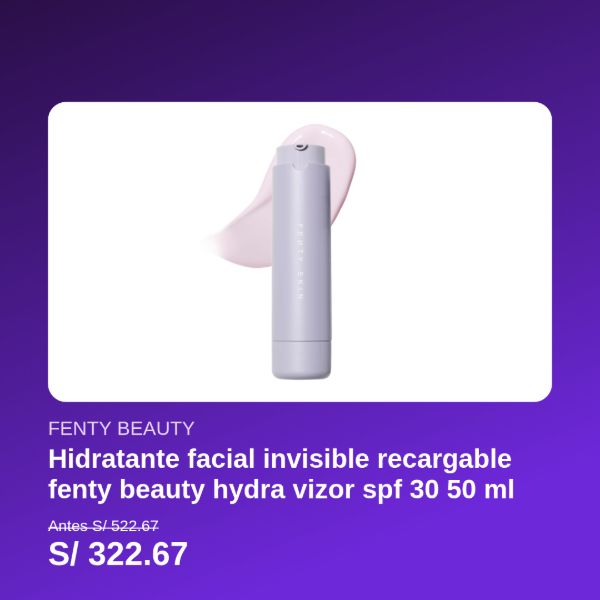 FENTY SKIN
FENTY BEAUTY
Hidratante facial invisible recargable
fenty beauty hydra vizor spf 30 50 ml
Antes S/ 522.67
S/ 322.67